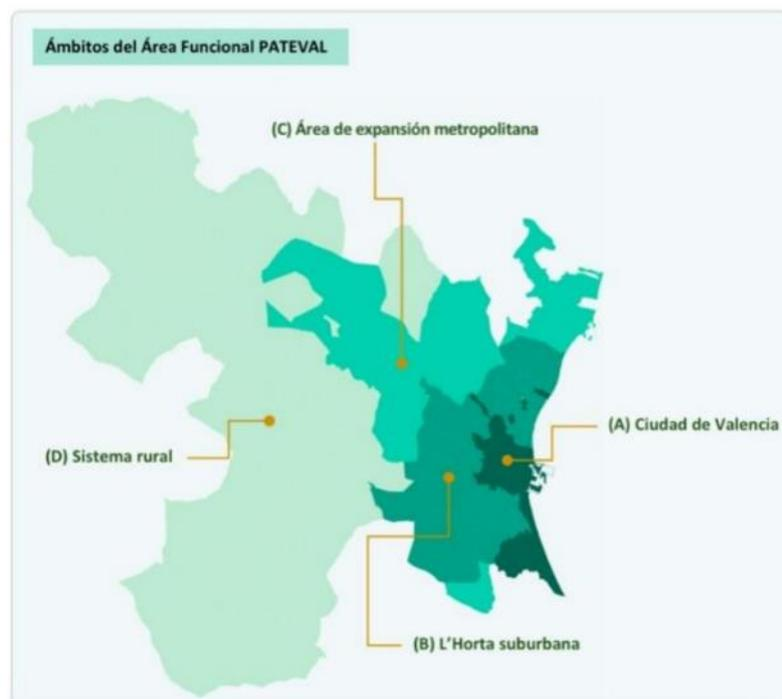 Ámbitos del Área Funcional PATEVAL
(C) Área de expansión metropolitana
(A) Ciudad de Valencia
(D) Sistema rural
(B) L'Horta suburbana